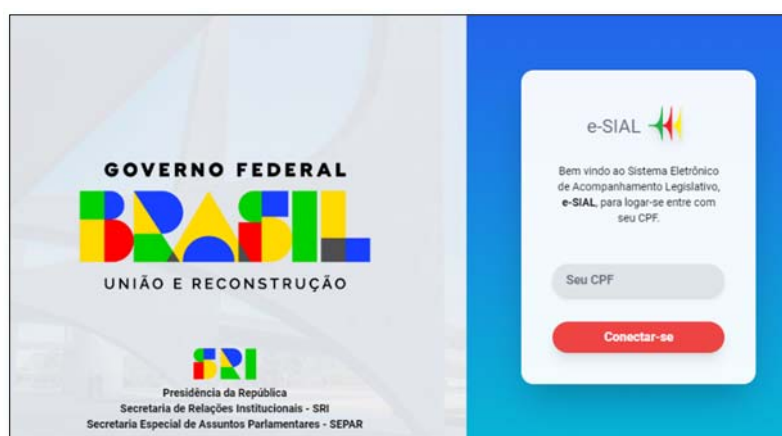 GOVERNO FEDERAL
BRASIL
UNIÃO E RECONSTRUÇÃO
SRI
Presidência da República
Secretaria de Relações Institucionais - SRI
Secretaria Especial de Assuntos Parlamentares - SEPAR
e-SIAL
Bem vindo ao Sistema Eletrônico
de Acompanhamento Legislativo,
e-SIAL, para logar-se entre com
seu CPF.
Seu CPF
Conectar-se